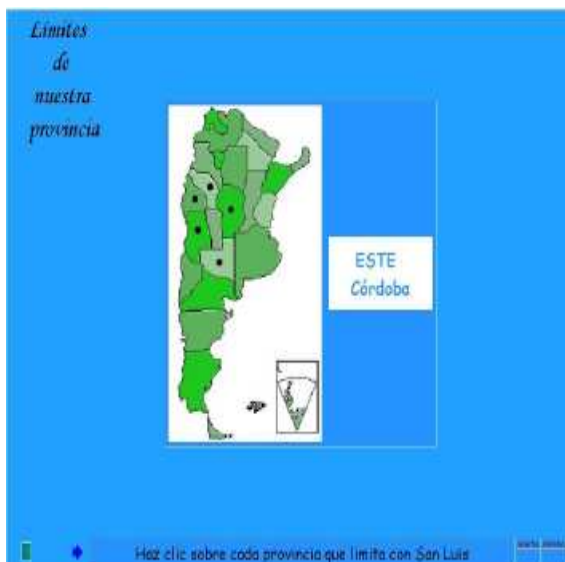 Límites
de
nuestra
provincia
ESTE
Córdoba
Haz clic sobre cada provincia que limita con San Luis